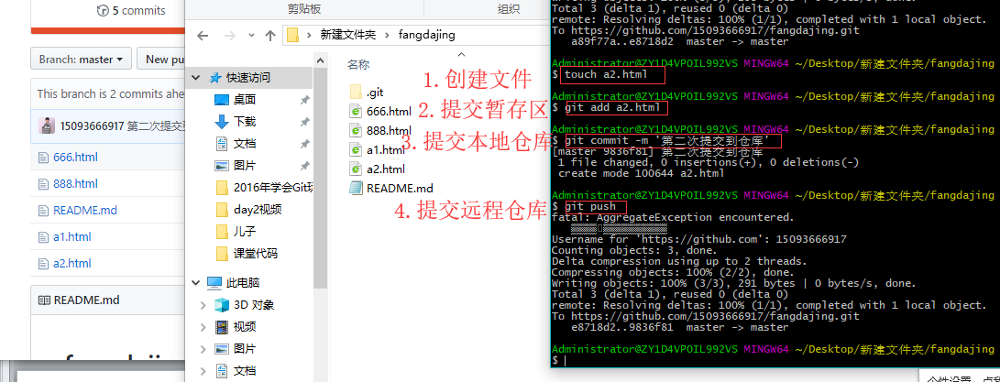 5 commits
Branch: master
New pu
This branch is 2 commits ahe
15093666917 第二次提交到
666.html
888.html
README.md
a1.html
a2.html
README.md
剪贴板
组织
新建文件夹
fangdajing
快速访问
桌面
下载
文档
图片
2016年学会Git玩
day2视频
儿子
课堂代码
此电脑
3D 对象
视频
图片
文档
名称
.git
666.html
888.html
a1.html
a2.html
README.md
1.创建文件
2.提交暂存区
3.提交本地仓库
4.提交远程仓库
Total 3 (delta 1), reused 0 (delta 0)
remote: Resolving deltas: 100% (1/1), completed with 1 local object.
To https://github.com/15093666917/fangdajing.git
a89f77a..e8718d2 master -> master
Administrator@ZY1D4VPOIL992VS MINGW64 ~/Desktop/新建文件夹/fangdajing
$ touch a2.html
Administrator@ZY1D4VPOIL992VS MINGW64 ~/Desktop/新建文件夹/fangdajing
$ git add a2.html
Administrator@ZY1D4VPOIL992VS MINGW64 ~/Desktop/新建文件夹/fangdajing
$ git commit -m '第二次提交到仓库'
[master 9836f81] 第二次提交到仓库
1 file changed, 0 insertions(+), 0 deletions(-)
create mode 100644 a2.html
Administrator@ZY1D4VPOIL992VS MINGW64 ~/Desktop/新建文件夹/fangdajing
$ git push
fatal: AggregateException encountered.
Username for 'https://github.com': 15093666917
Counting objects: 3, done.
Delta compression using up to 2 threads.
Compressing objects: 100% (2/2), done.
Writing objects: 100% (3/3), 291 bytes | 0 bytes/s, done.
Total 3 (delta 1), reused 0 (delta 0)
remote: Resolving deltas: 100% (1/1), completed with 1 local object.
To https://github.com/15093666917/fangdajing.git
e8718d2..9836f81 master -> master
Administrator@ZY1D4VPOIL992VS MINGW64 ~/Desktop/新建文件夹/fangdajing
$